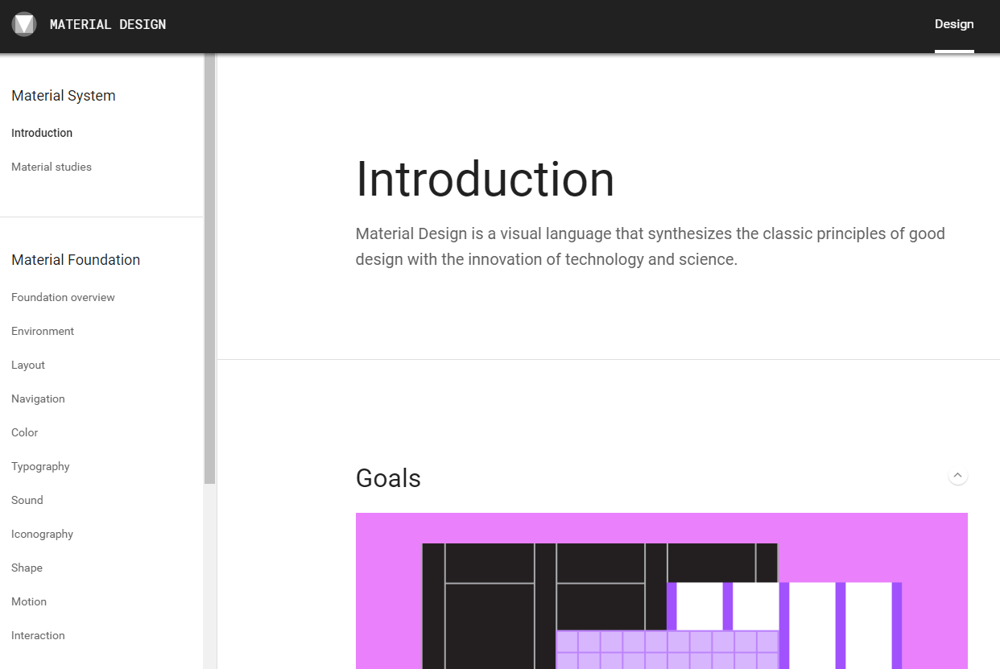 MATERIAL DESIGN
Design
Material System
Introduction
Material studies
Material Foundation
Foundation overview
Environment
Layout
Navigation
Color
Typography
Sound
Iconography
Shape
Motion
Interaction
Introduction
Material Design is a visual language that synthesizes the classic principles of good
design with the innovation of technology and science.
Goals